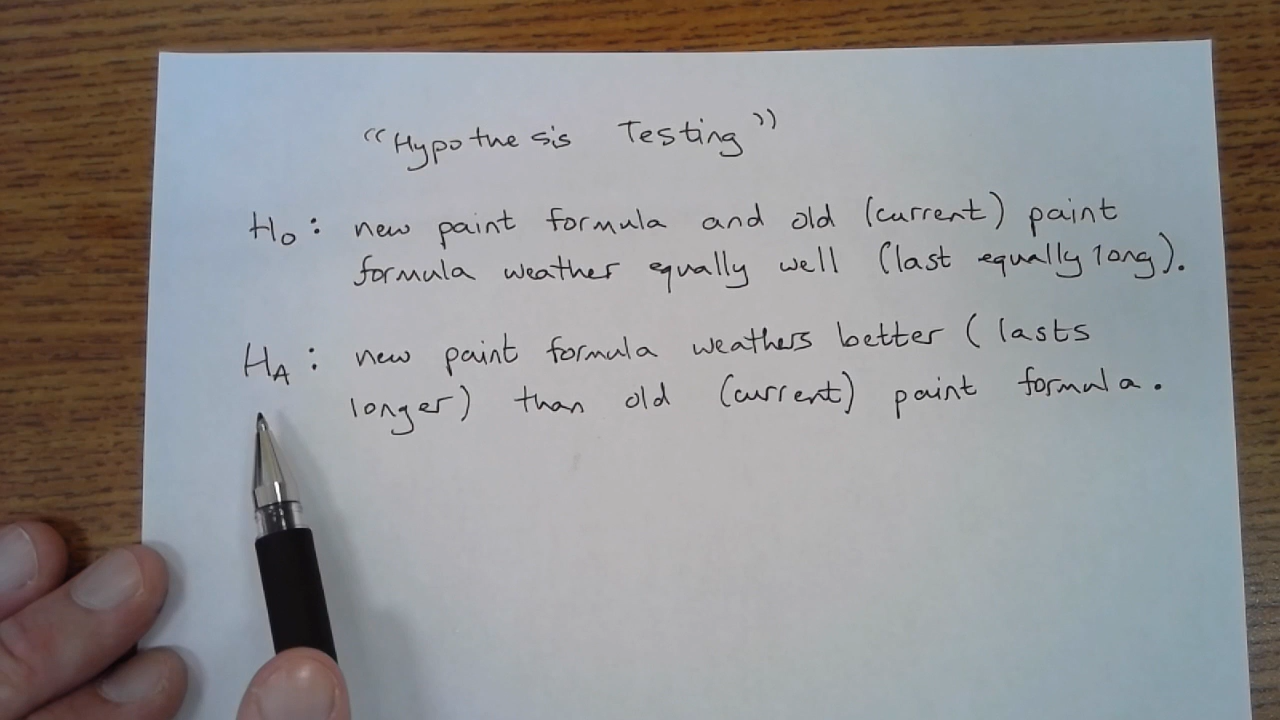 "Hypothesis Testing"
H₀: new paint formula and old (current) paint
formula weather equally well (last equally long).
H_A: new paint formula weathers better (lasts
longer) than old (current) paint formula.